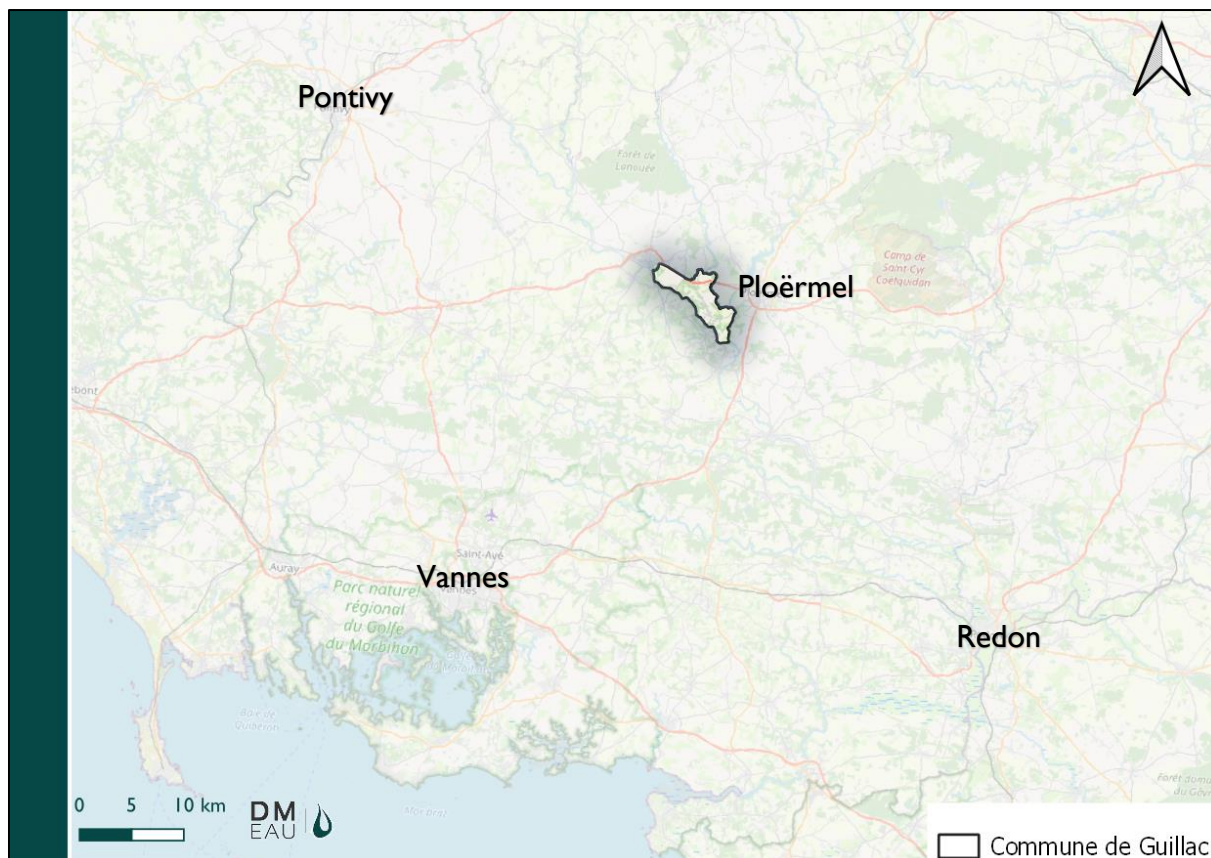 Pontivy
Forêt de
Lanouée
Camp de
Saint-Cyr
Coëtquidan
Ploërmel
Saint-Avé
Auray
Vannes
Vannes
Parc naturel
régional
du Golfe
du Morbihan
Redon
Baie de
Quiberon
0 5 10 km
DM
EAU
Mor braz
Commune de Guillac